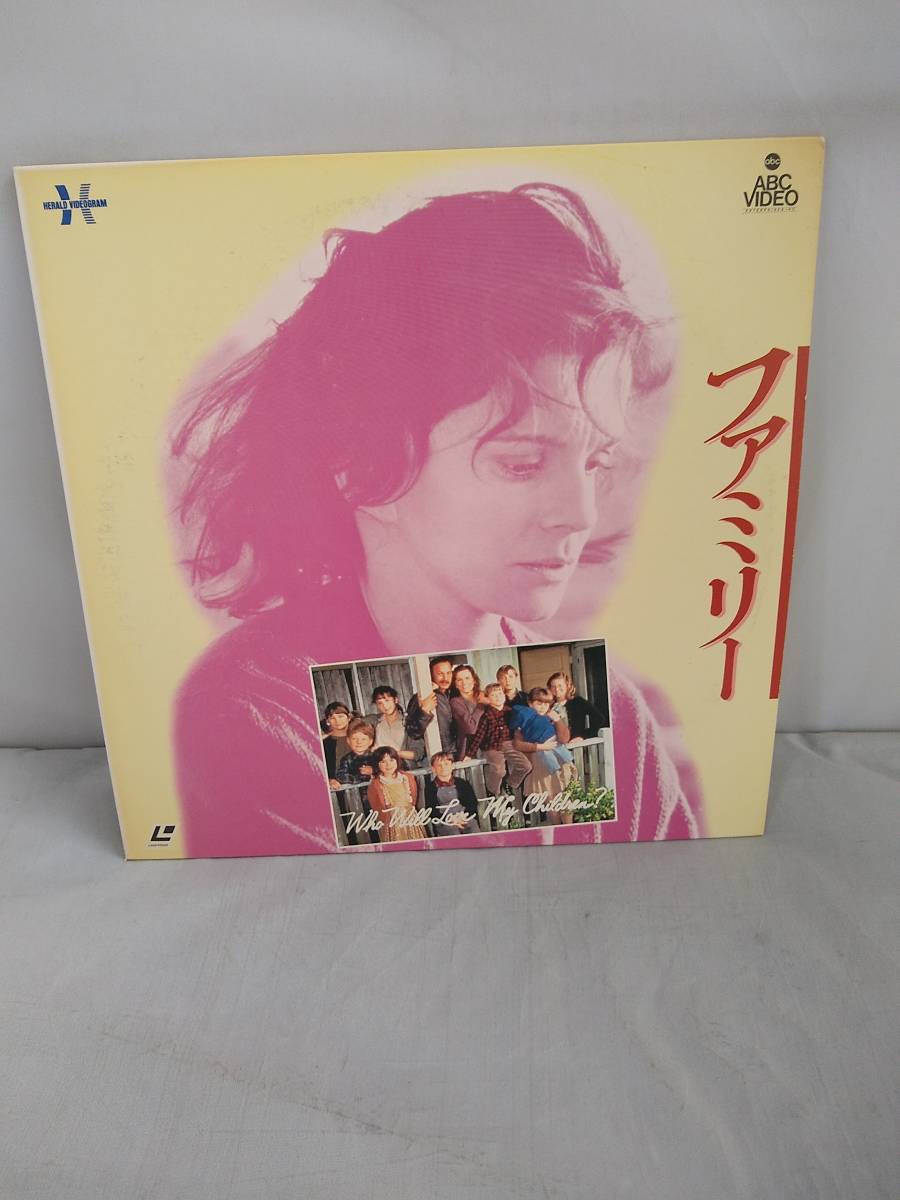 HERALD VIDEOGRAM
abc
ABC
VIDEO
ファミリー
Who Will Love My Children?